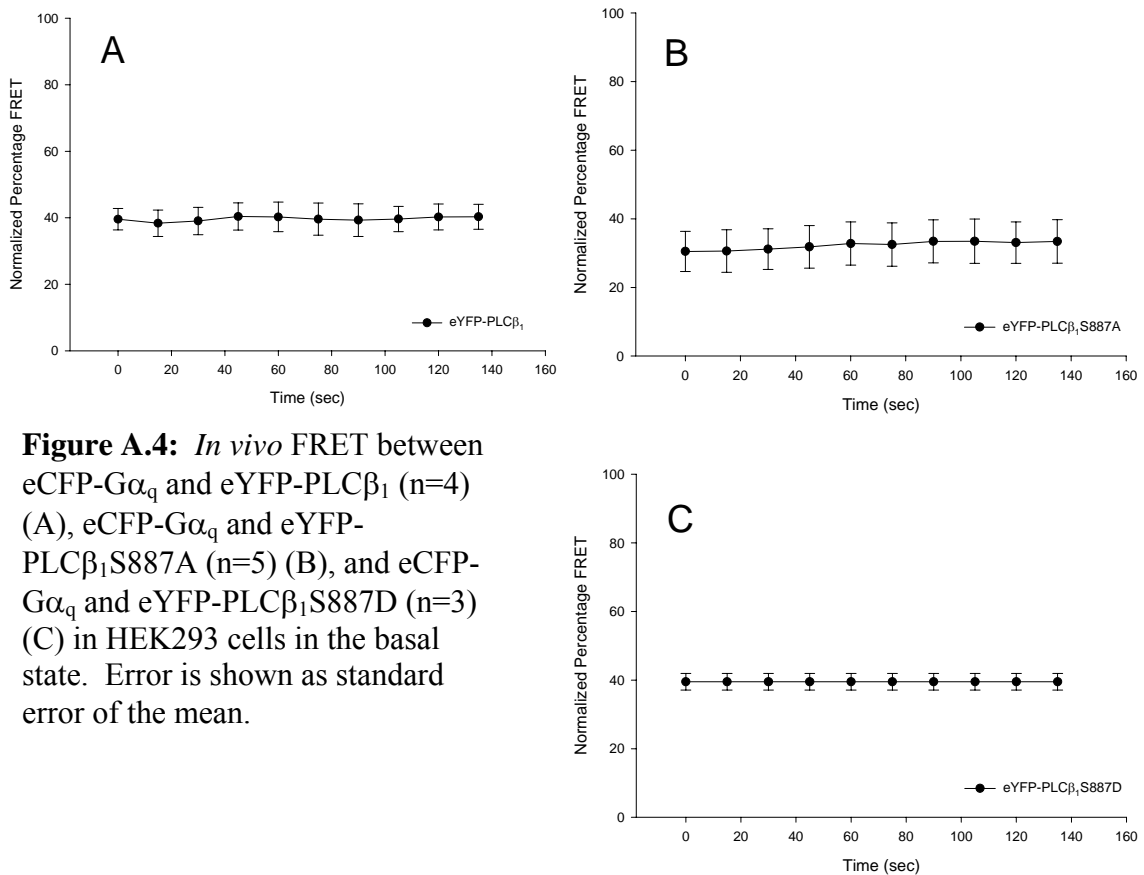 A
100
80
60
40
20
0
Normalized Percentage FRET
0 20 40 60 80 100 120 140 160
Time (sec)
eYFP-PLCβ₁
B
100
80
60
40
20
0
Normalized Percentage FRET
0 20 40 60 80 100 120 140 160
Time (sec)
eYFP-PLCβ₁S887A
Figure A.4: In vivo FRET between
eCFP-Gαq and eYFP-PLCβ₁ (n=4)
(A), eCFP-Gαq and eYFP-
PLCβ₁S887A (n=5) (B), and eCFP-
Gαq and eYFP-PLCβ₁S887D (n=3)
(C) in HEK293 cells in the basal
state. Error is shown as standard
error of the mean.
C
100
80
60
40
20
0
Normalized Percentage FRET
0 20 40 60 80 100 120 140 160
Time (sec)
eYFP-PLCβ₁S887D